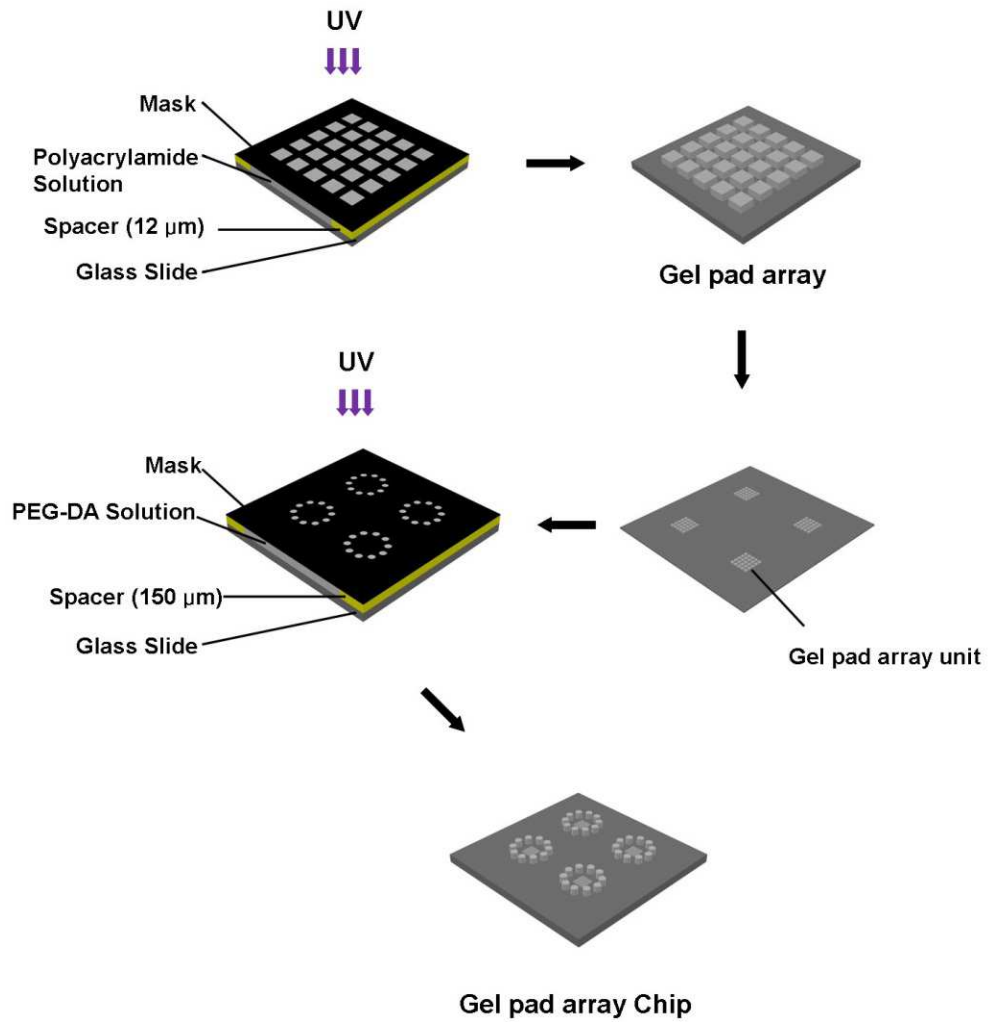 UV
Mask
Polyacrylamide
Solution
Spacer (12 µm)
Glass Slide
Gel pad array
UV
Mask
PEG-DA Solution
Spacer (150 µm)
Glass Slide
Gel pad array unit
Gel pad array Chip